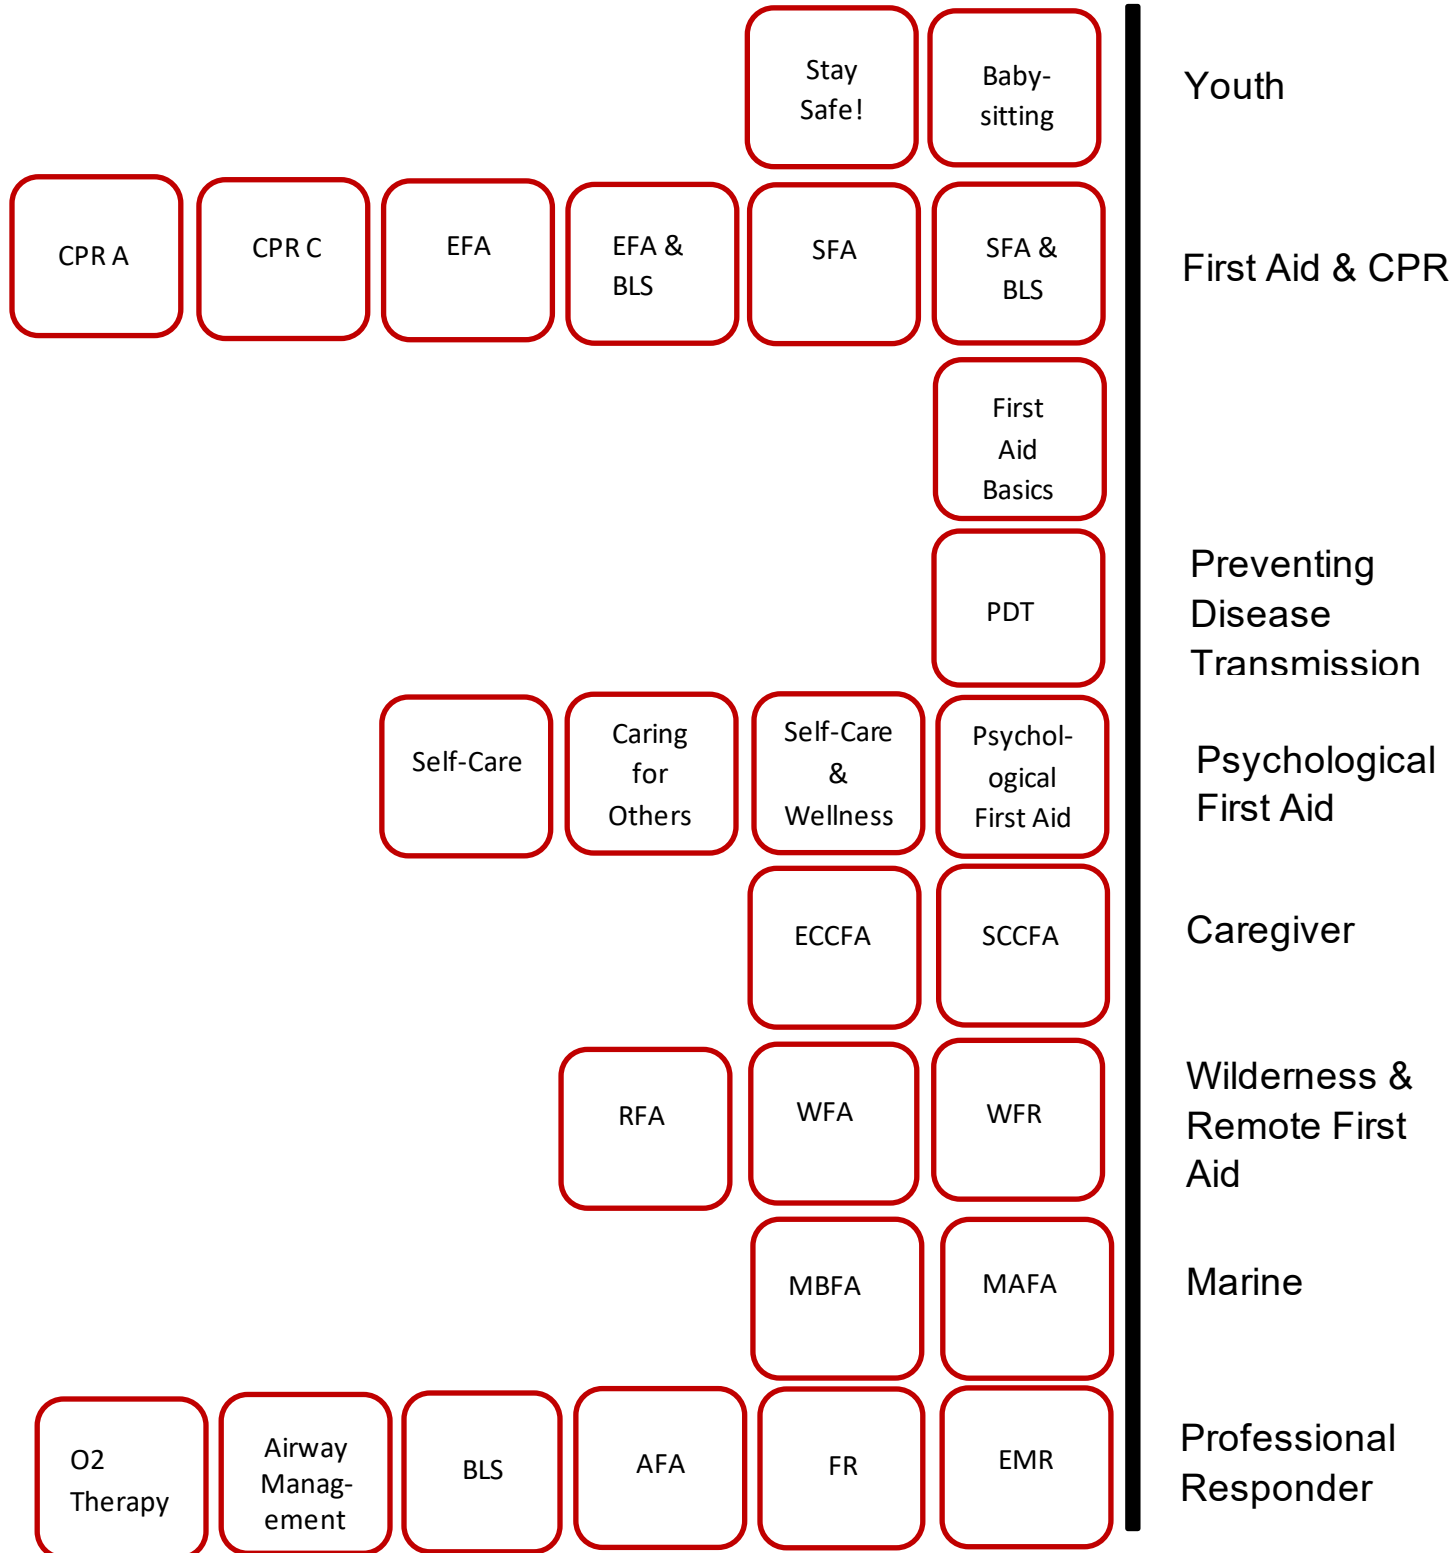 Stay
Safe!
Baby-
sitting
Youth
CPR A
CPR C
EFA
EFA &
BLS
SFA
SFA &
BLS
First Aid & CPR
First
Aid
Basics
PDT
Preventing
Disease
Transmission
Self-Care
Caring
for
Others
Self-Care
&
Wellness
Psychol-
ogical
First Aid
Psychological
First Aid
ECCFA
SCCFA
Caregiver
RFA
WFA
WFR
Wilderness &
Remote First
Aid
MBFA
MAFA
Marine
O2
Therapy
Airway
Manag-
ement
BLS
AFA
FR
EMR
Professional
Responder